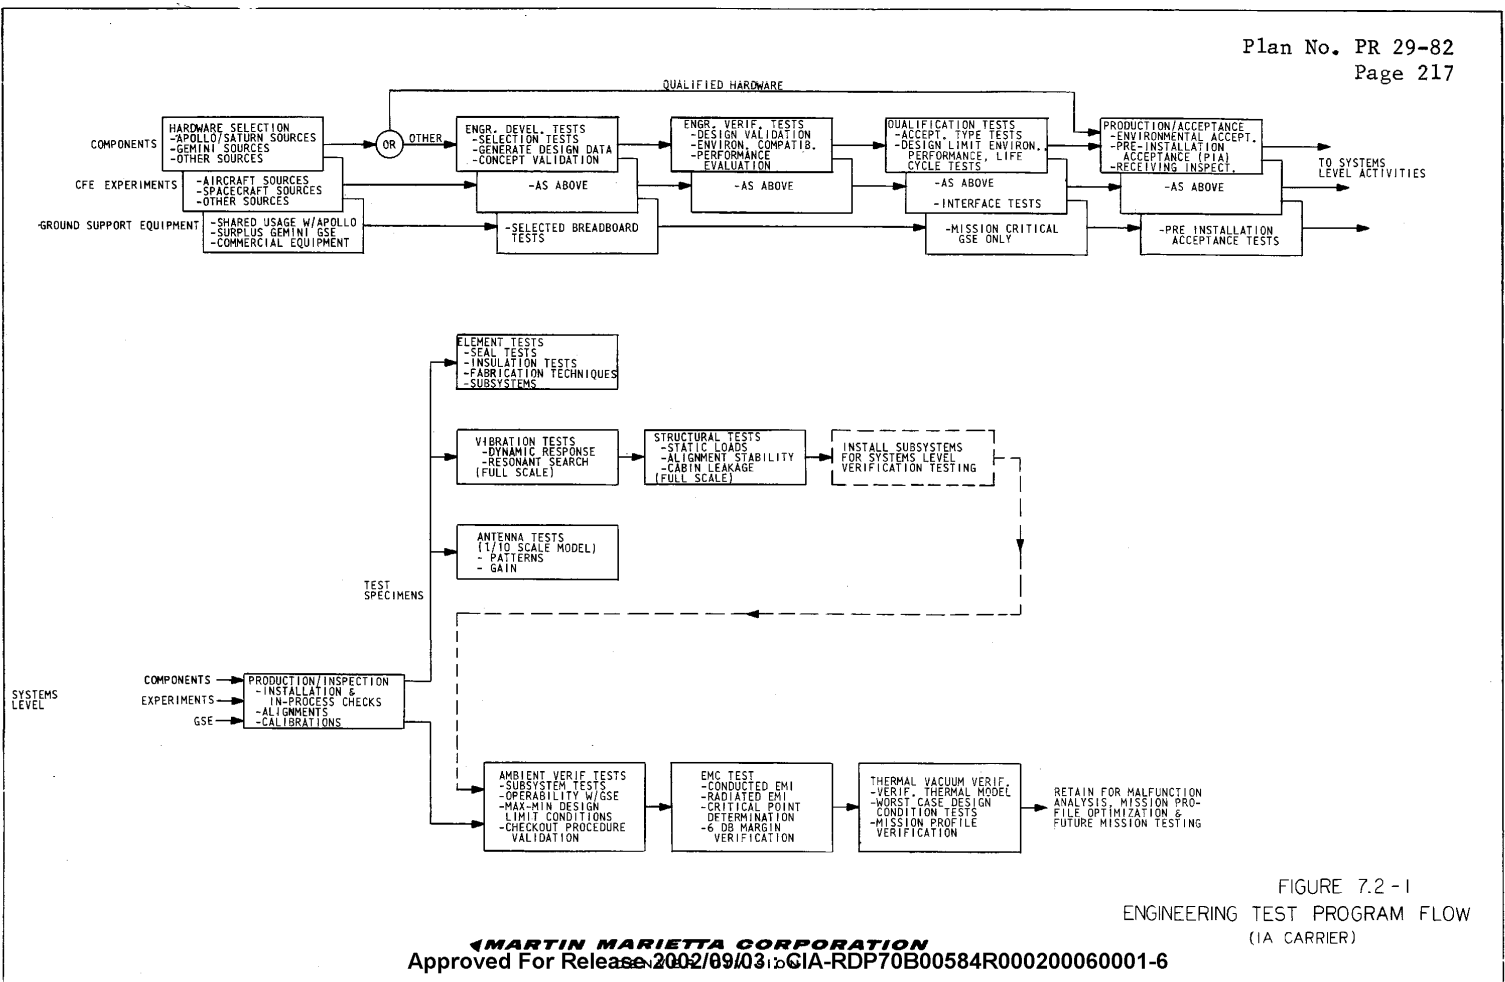 Plan No. PR 29-82
Page 217
QUALIFIED HARDWARE
COMPONENTS
HARDWARE SELECTION
-APOLLO/SATURN SOURCES
-GEMINI SOURCES
-OTHER SOURCES
OR
OTHER
ENGR. DEVEL. TESTS
-SELECTION TESTS
-GENERATE DESIGN DATA
-CONCEPT VALIDATION
ENGR. VERIF. TESTS
-DESIGN VALIDATION
-ENVIRON. COMPATIB.
-PERFORMANCE
EVALUATION
QUALIFICATION TESTS
-ACCEPT. TYPE TESTS
-DESIGN LIMIT ENVIRON.
PERFORMANCE, LIFE
CYCLE TESTS
PRODUCTION/ACCEPTANCE
-ENVIRONMENTAL ACCEPT.
-PRE-INSTALLATION
ACCEPTANCE (PIA)
-RECEIVING INSPECT.
TO SYSTEMS
LEVEL ACTIVITIES
CFE EXPERIMENTS
-AIRCRAFT SOURCES
-SPACECRAFT SOURCES
-OTHER SOURCES
-AS ABOVE
-AS ABOVE
-AS ABOVE
-INTERFACE TESTS
-AS ABOVE
-GROUND SUPPORT EQUIPMENT
-SHARED USAGE W/APOLLO
-SURPLUS GEMINI GSE
-COMMERCIAL EQUIPMENT
-SELECTED BREADBOARD
TESTS
-MISSION CRITICAL
GSE ONLY
-PRE INSTALLATION
ACCEPTANCE TESTS
ELEMENT TESTS
-SEAL TESTS
-INSULATION TESTS
-FABRICATION TECHNIQUES
-SUBSYSTEMS
VIBRATION TESTS
-DYNAMIC RESPONSE
-RESONANT SEARCH
(FULL SCALE)
STRUCTURAL TESTS
-STATIC LOADS
-ALIGNMENT STABILITY
-CABIN LEAKAGE
(FULL SCALE)
INSTALL SUBSYSTEMS
FOR SYSTEMS LEVEL
VERIFICATION TESTING
ANTENNA TESTS
(1/10 SCALE MODEL)
- PATTERNS
- GAIN
TEST
SPECIMENS
SYSTEMS
LEVEL
COMPONENTS
EXPERIMENTS
GSE
PRODUCTION/INSPECTION
-INSTALLATION &
IN-PROCESS CHECKS
-ALIGNMENTS
-CALIBRATIONS
AMBIENT VERIF TESTS
-SUBSYSTEM TESTS
-OPERABILITY W/GSE
-MAX-MIN DESIGN
LIMIT CONDITIONS
-CHECKOUT PROCEDURE
VALIDATION
EMC TEST
-CONDUCTED EMI
-RADIATED EMI
-CRITICAL POINT
DETERMINATION
-6 DB MARGIN
VERIFICATION
THERMAL VACUUM VERIF.
-VERIF. THERMAL MODEL
-WORST CASE DESIGN
CONDITION TESTS
-MISSION PROFILE
VERIFICATION
RETAIN FOR MALFUNCTION
ANALYSIS, MISSION PRO-
FILE OPTIMIZATION &
FUTURE MISSION TESTING
FIGURE 7.2-1
ENGINEERING TEST PROGRAM FLOW
(1A CARRIER)
MARTIN MARIETTA CORPORATION
Approved For Release 2002/09/03 : CIA-RDP70B00584R000200060001-6